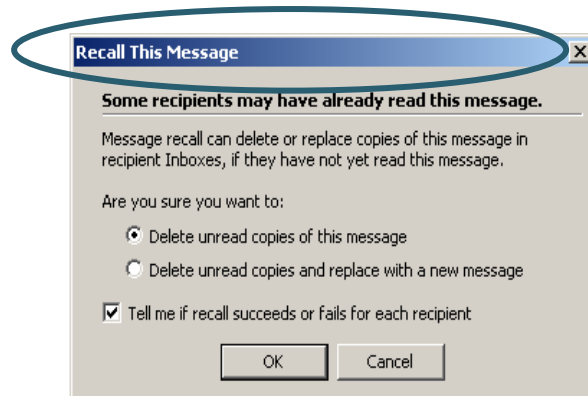 Recall This Message
Some recipients may have already read this message.
Message recall can delete or replace copies of this message in
recipient Inboxes, if they have not yet read this message.
Are you sure you want to:
Delete unread copies of this message
Delete unread copies and replace with a new message
Tell me if recall succeeds or fails for each recipient
OK Cancel